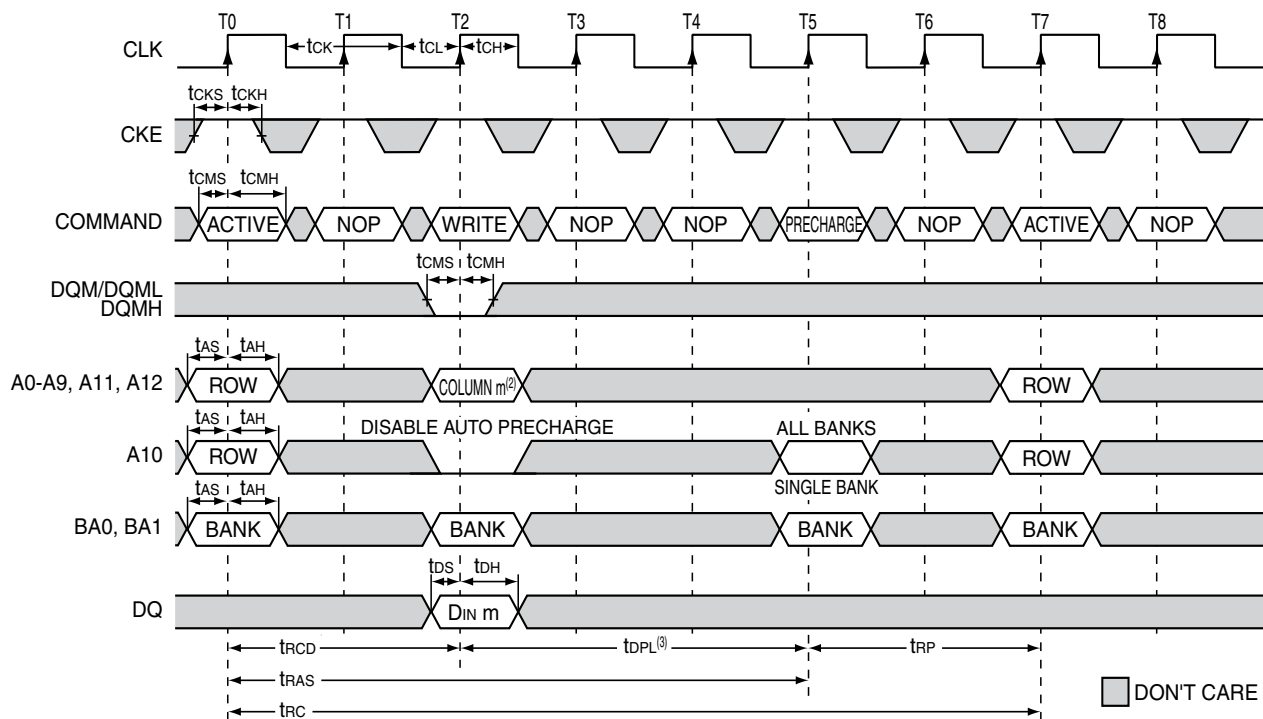 T0 T1 T2 T3 T4 T5 T6 T7 T8
CLK tCK tCL tCH
tCKS tCKH
CKE
tCMS tCMH
COMMAND ACTIVE NOP WRITE NOP NOP PRECHARGE NOP ACTIVE NOP
tCMS tCMH
DQM/DQML
DQMH
tAS tAH
A0-A9, A11, A12 ROW COLUMN m(2) ROW
tAS tAH DISABLE AUTO PRECHARGE ALL BANKS
A10 ROW ROW
tAS tAH SINGLE BANK
BA0, BA1 BANK BANK BANK BANK
tDS tDH
DQ DIN m
tRCD tDPL(3) tRP
tRAS
DON'T CARE
tRC